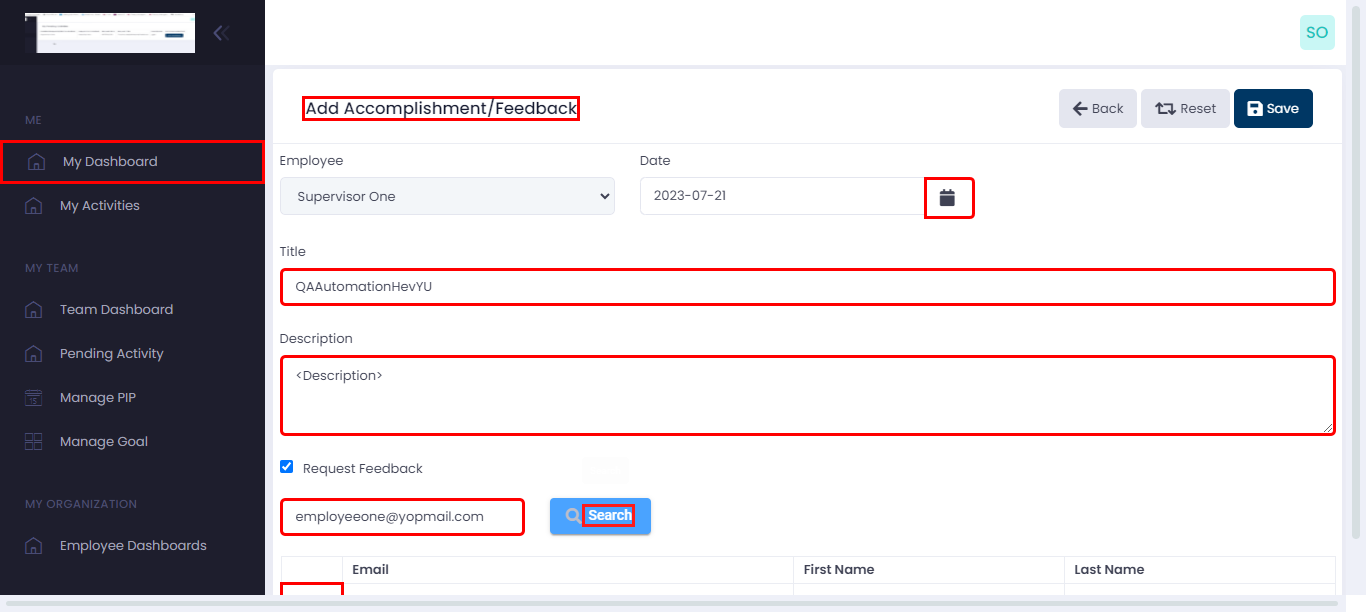 SO
ME
My Dashboard
My Activities
MY TEAM
Team Dashboard
Pending Activity
Manage PIP
Manage Goal
MY ORGANIZATION
Employee Dashboards
Add Accomplishment/Feedback
Back
Reset
Save
Employee
Date
Supervisor One
2023-07-21
Title
QAAutomationHevYU
Description
<Description>
Request Feedback
employeeone@yopmail.com
Search
Email
First Name
Last Name